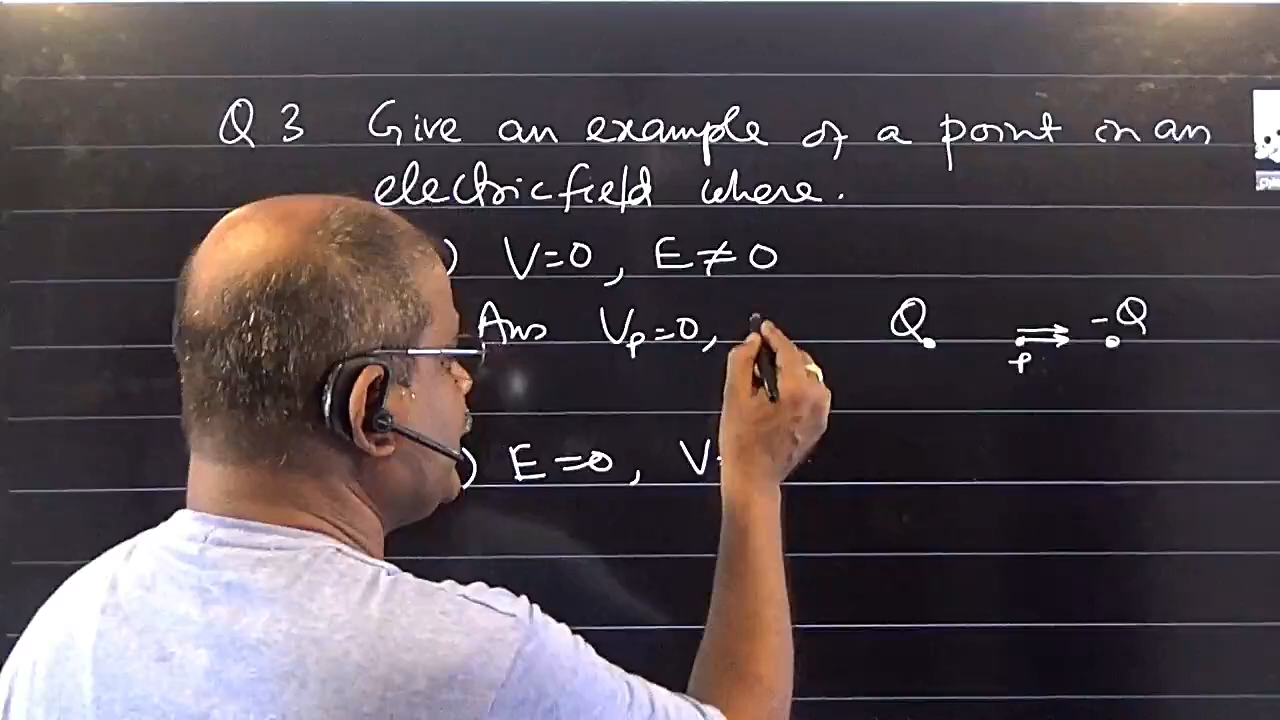 Q 3 Give an example of a point in an
electric field where.
) V=0, E≠0
Ans Vp=0,
Q -Q
P
) E=0, V